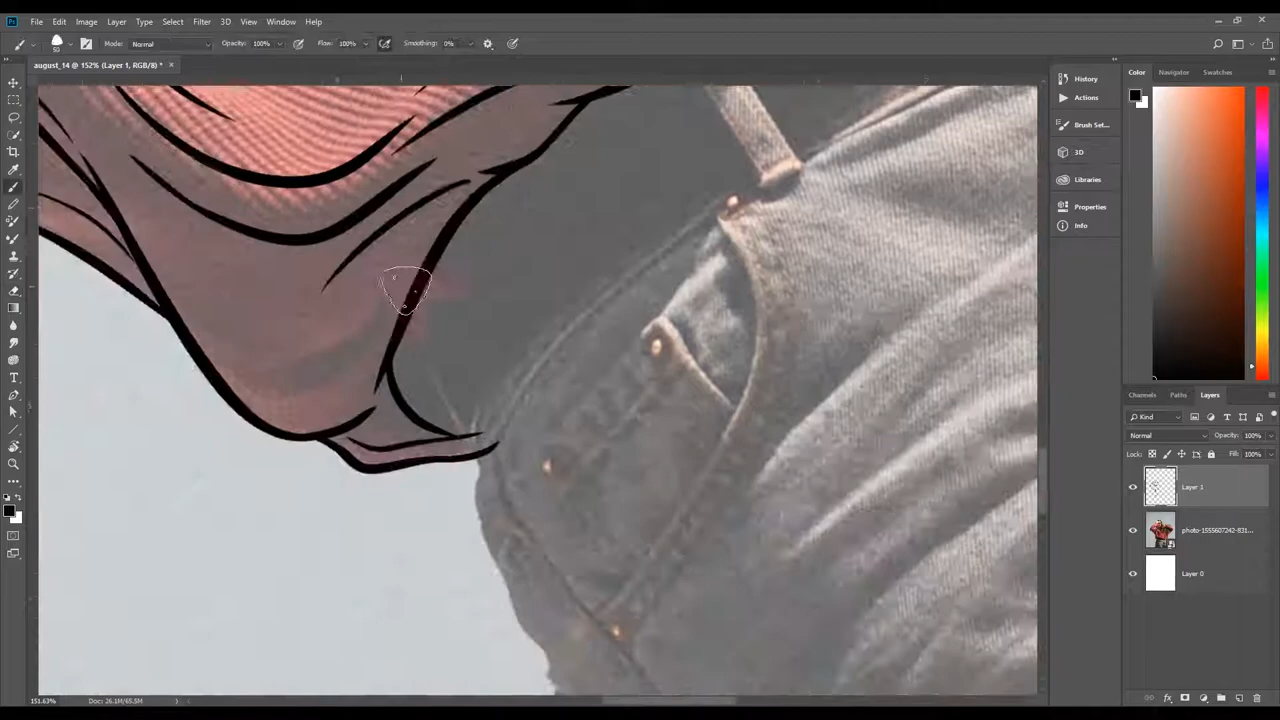 Ps File Edit Image Layer Type Select Filter 3D View Window Help
50 Mode: Normal Opacity: 100% Flow: 100% Smoothing: 0%
august_14 @ 152% (Layer 1, RGB/8) *
History
Actions
Brush Set...
3D
Libraries
Properties
Info
Color Navigator Swatches
Channels Paths Layers
Kind
Normal Opacity: 100%
Lock: Fill: 100%
Layer 1
photo-1555607242-831...
Layer 0
151.63% Doc: 26.1M/65.5M